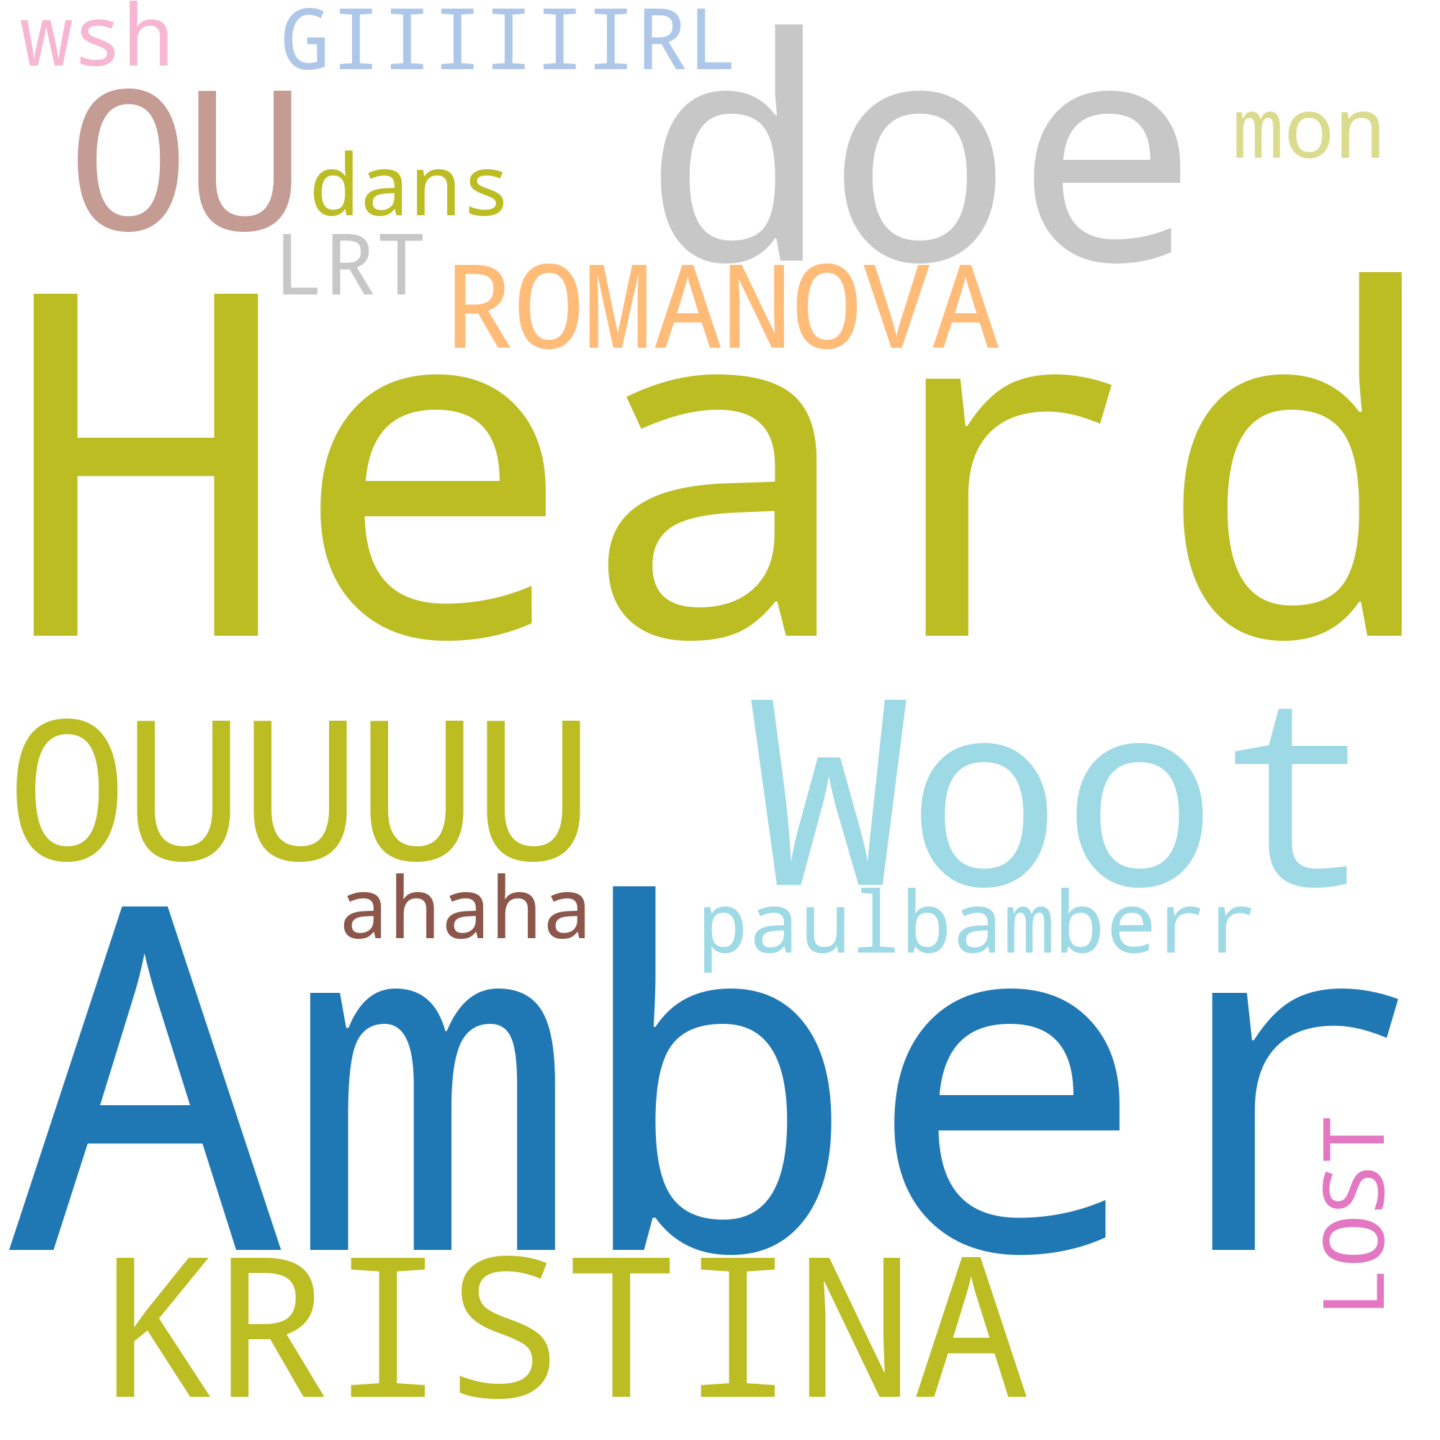 wsh GIIIIIIRL
OU dans doe mon
LRT ROMANOVA
Heard
OUUUU Woot
ahaha paulbamberr
Amber
LOST
KRISTINA